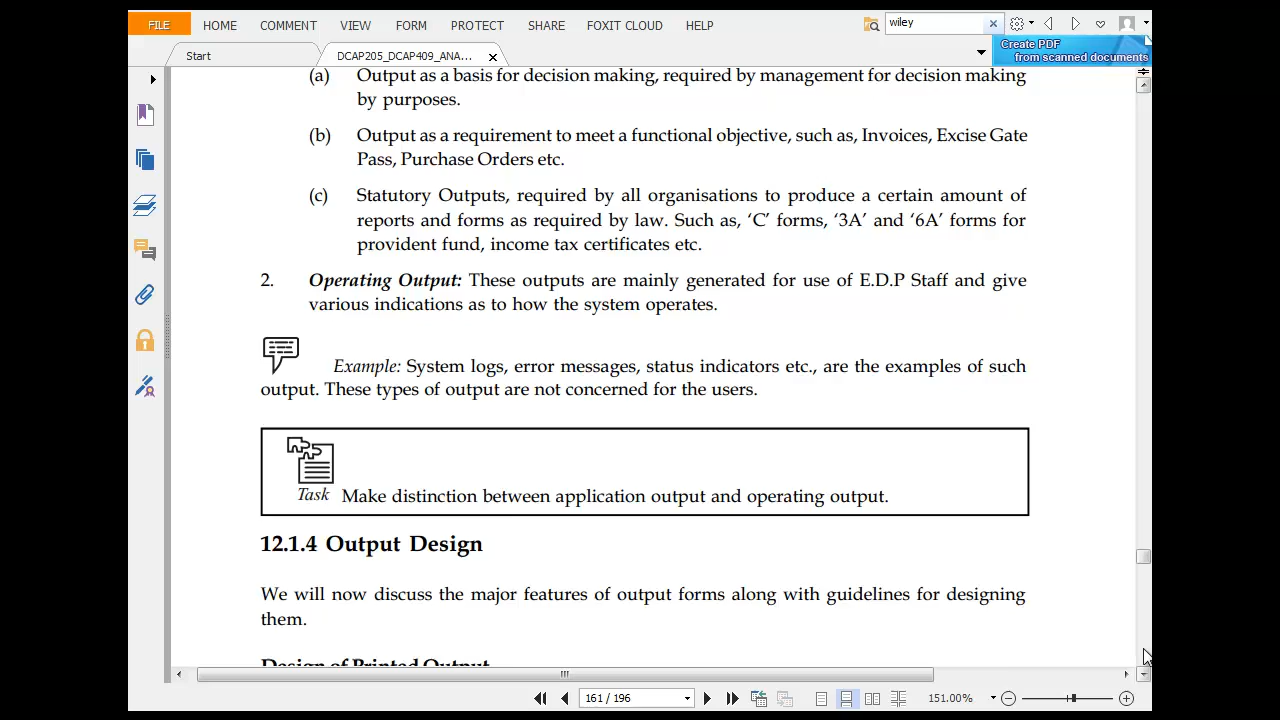 FILE HOME COMMENT VIEW FORM PROTECT SHARE FOXIT CLOUD HELP wiley
Start DCAP205_DCAP409_ANA... Create PDF
from scanned documents
(a) Output as a basis for decision making, required by management for decision making
by purposes.
(b) Output as a requirement to meet a functional objective, such as, Invoices, Excise Gate
Pass, Purchase Orders etc.
(c) Statutory Outputs, required by all organisations to produce a certain amount of
reports and forms as required by law. Such as, ‘C’ forms, ‘3A’ and ‘6A’ forms for
provident fund, income tax certificates etc.
2. Operating Output: These outputs are mainly generated for use of E.D.P Staff and give
various indications as to how the system operates.
Example: System logs, error messages, status indicators etc., are the examples of such
output. These types of output are not concerned for the users.
Task Make distinction between application output and operating output.
12.1.4 Output Design
We will now discuss the major features of output forms along with guidelines for designing
them.
Design of Printed Output
161 / 196 151.00%